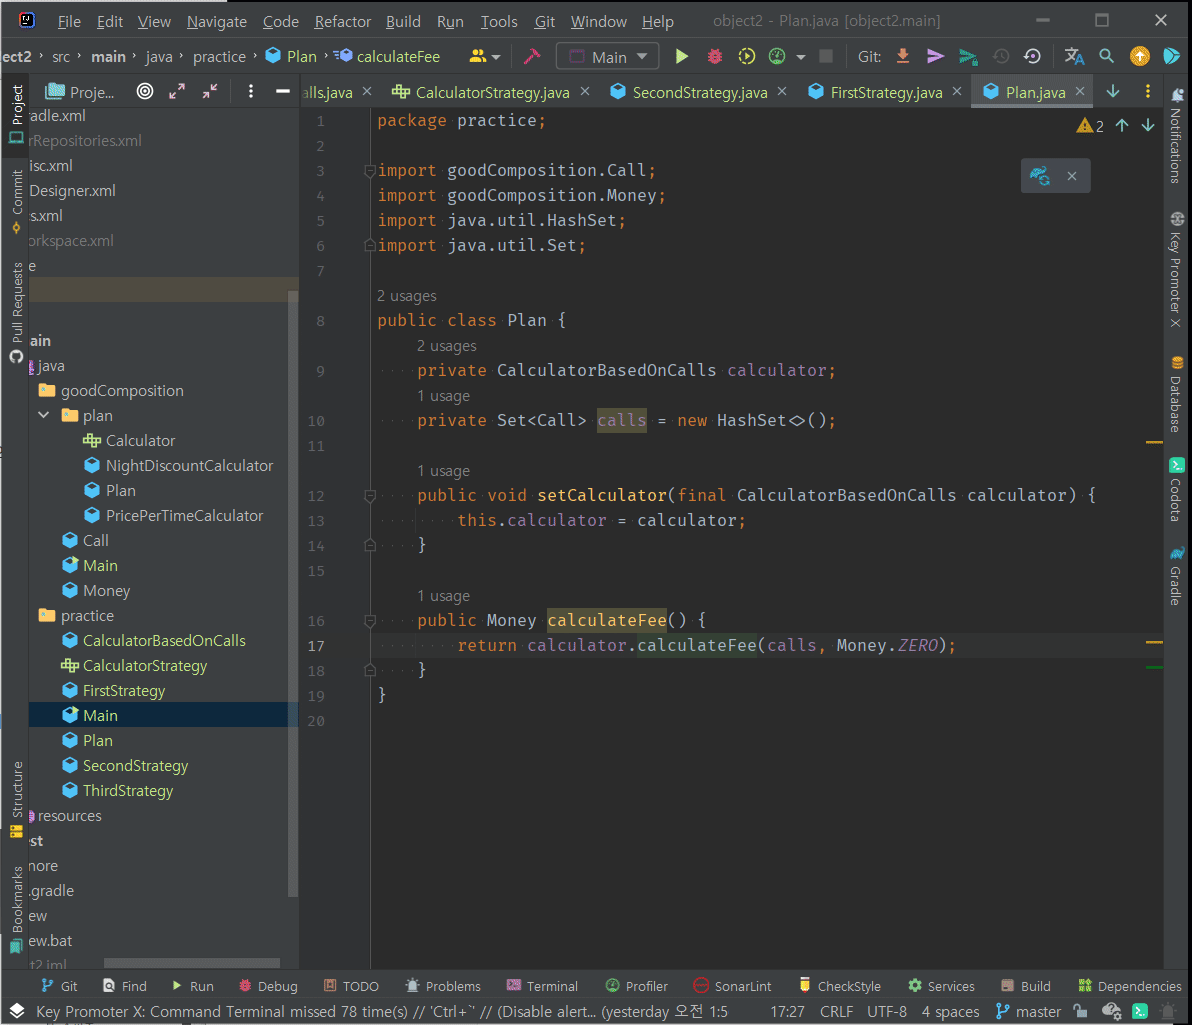 File Edit View Navigate Code Refactor Build Run Tools Git Window Help object2 - Plan.java [object2.main]
ect2 › src › main › java › practice › Plan › calculateFee Main Git:
Proje...
alls.java CalculatorStrategy.java SecondStrategy.java FirstStrategy.java Plan.java
Project
Commit
Pull Requests
Structure
Bookmarks
radle.xml
rRepositories.xml
isc.xml
Designer.xml
s.xml
orkspace.xml
e
ain
java
goodComposition
plan
Calculator
NightDiscountCalculator
Plan
PricePerTimeCalculator
Call
Main
Money
practice
CalculatorBasedOnCalls
CalculatorStrategy
FirstStrategy
Main
Plan
SecondStrategy
ThirdStrategy
resources
est
nore
.gradle
ew
ew.bat
t2.iml
2
1 package practice;
2
3 import goodComposition.Call;
4 import goodComposition.Money;
5 import java.util.HashSet;
6 import java.util.Set;
7
2 usages
8 public class Plan {
2 usages
9 private CalculatorBasedOnCalls calculator;
1 usage
10 private Set<Call> calls = new HashSet<>();
11
1 usage
12 public void setCalculator(final CalculatorBasedOnCalls calculator) {
13 this.calculator = calculator;
14 }
15
1 usage
16 public Money calculateFee() {
17 return calculator.calculateFee(calls, Money.ZERO);
18 }
19 }
20
Notifications
Key Promoter X
Database
Codota
Gradle
Git Find Run Debug TODO Problems Terminal Profiler SonarLint CheckStyle Services Build Dependencies
Key Promoter X: Command Terminal missed 78 time(s) // 'Ctrl+`' // (Disable alert... (yesterday 오전 1:5 17:27 CRLF UTF-8 4 spaces master